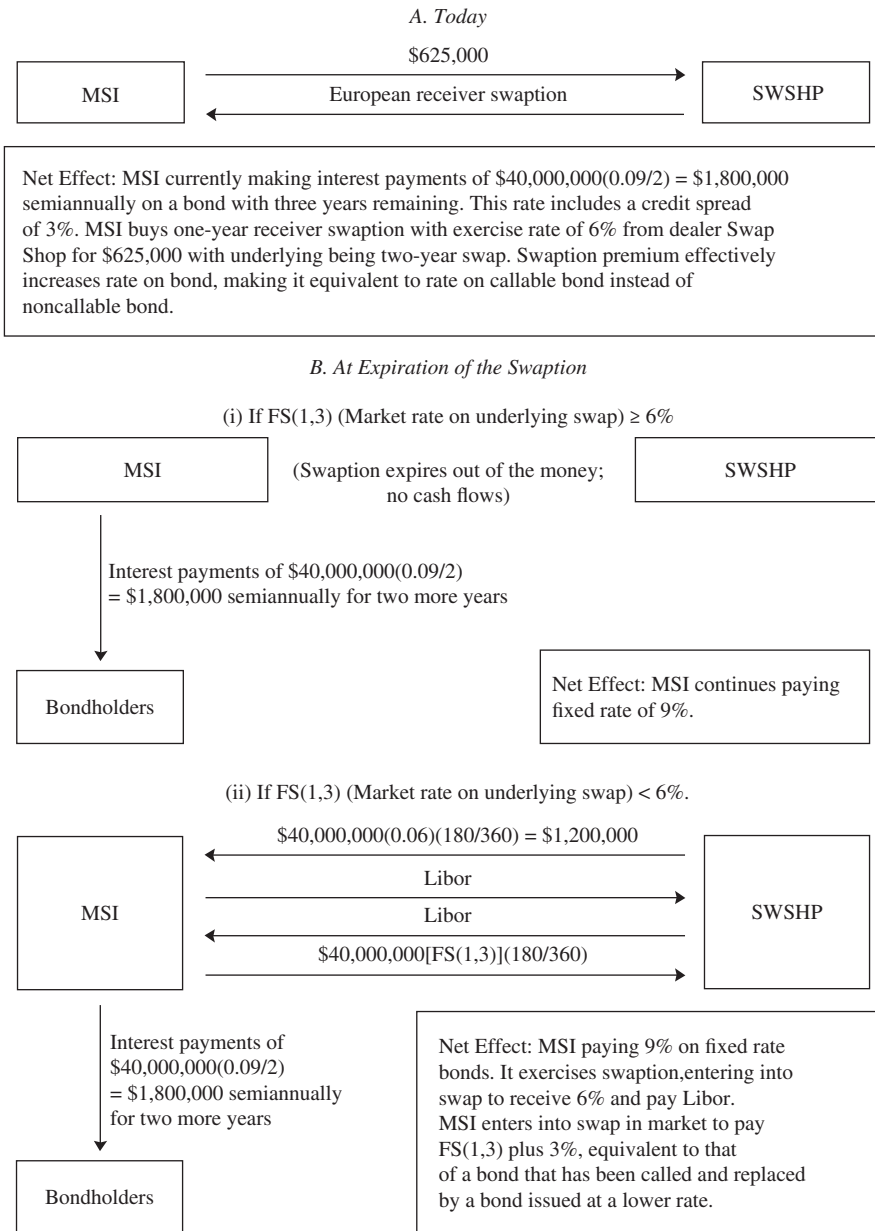 A. Today
$625,000
MSI
European receiver swaption
SWSHP
Net Effect: MSI currently making interest payments of $40,000,000(0.09/2) = $1,800,000
semiannually on a bond with three years remaining. This rate includes a credit spread
of 3%. MSI buys one-year receiver swaption with exercise rate of 6% from dealer Swap
Shop for $625,000 with underlying being two-year swap. Swaption premium effectively
increases rate on bond, making it equivalent to rate on callable bond instead of
noncallable bond.
B. At Expiration of the Swaption
(i) If FS(1,3) (Market rate on underlying swap) ≥ 6%
MSI
(Swaption expires out of the money;
no cash flows)
SWSHP
Interest payments of $40,000,000(0.09/2)
= $1,800,000 semiannually for two more years
Bondholders
Net Effect: MSI continues paying
fixed rate of 9%.
(ii) If FS(1,3) (Market rate on underlying swap) < 6%.
$40,000,000(0.06)(180/360) = $1,200,000
Libor
MSI
Libor
SWSHP
$40,000,000[FS(1,3)](180/360)
Interest payments of
$40,000,000(0.09/2)
= $1,800,000 semiannually
for two more years
Bondholders
Net Effect: MSI paying 9% on fixed rate
bonds. It exercises swaption,entering into
swap to receive 6% and pay Libor.
MSI enters into swap in market to pay
FS(1,3) plus 3%, equivalent to that
of a bond that has been called and replaced
by a bond issued at a lower rate.